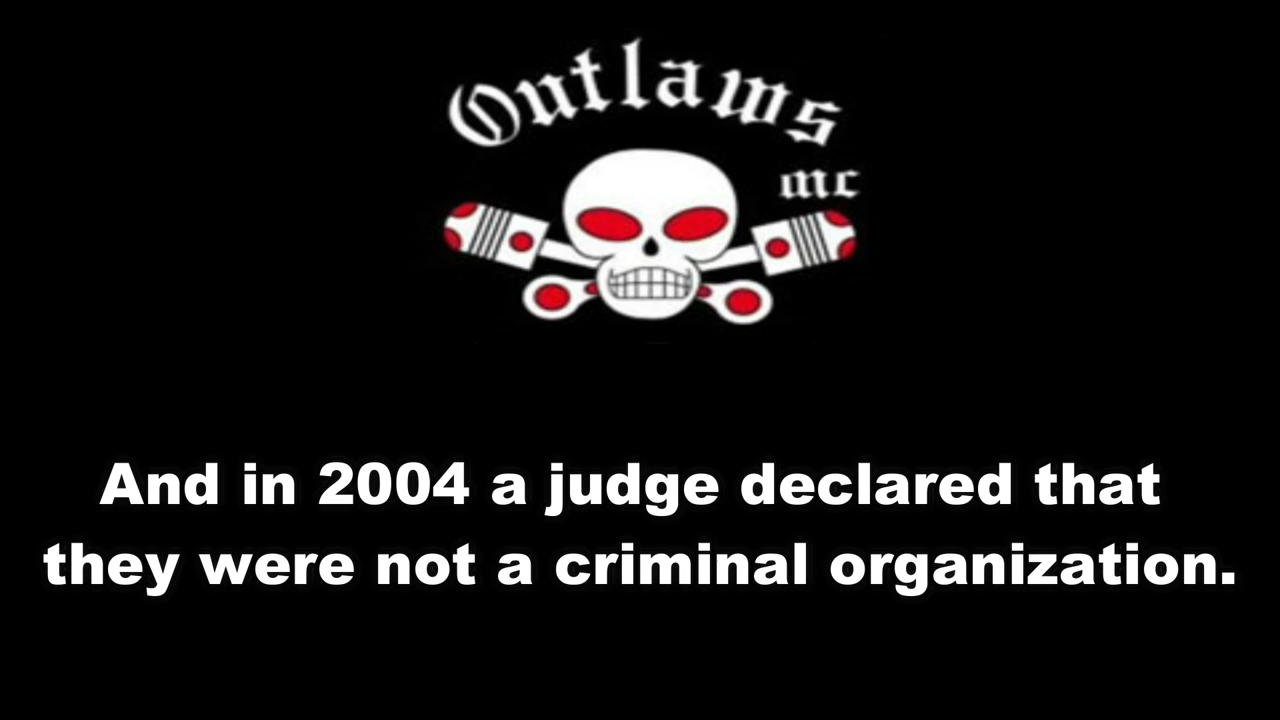 Outlaws
mc
And in 2004 a judge declared that
they were not a criminal organization.